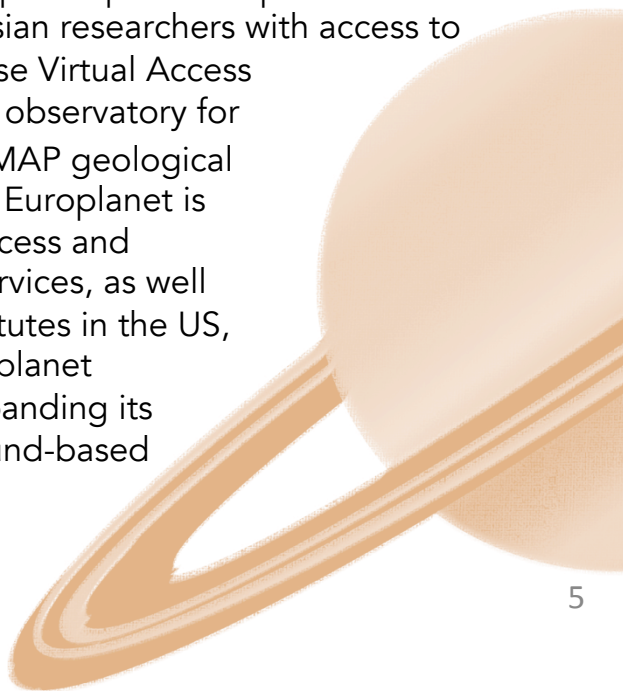 sian researchers with access to
se Virtual Access
observatory for
MAP geological
Europlanet is
cess and
rvices, as well
tutes in the US,
planet
anding its
und-based
5